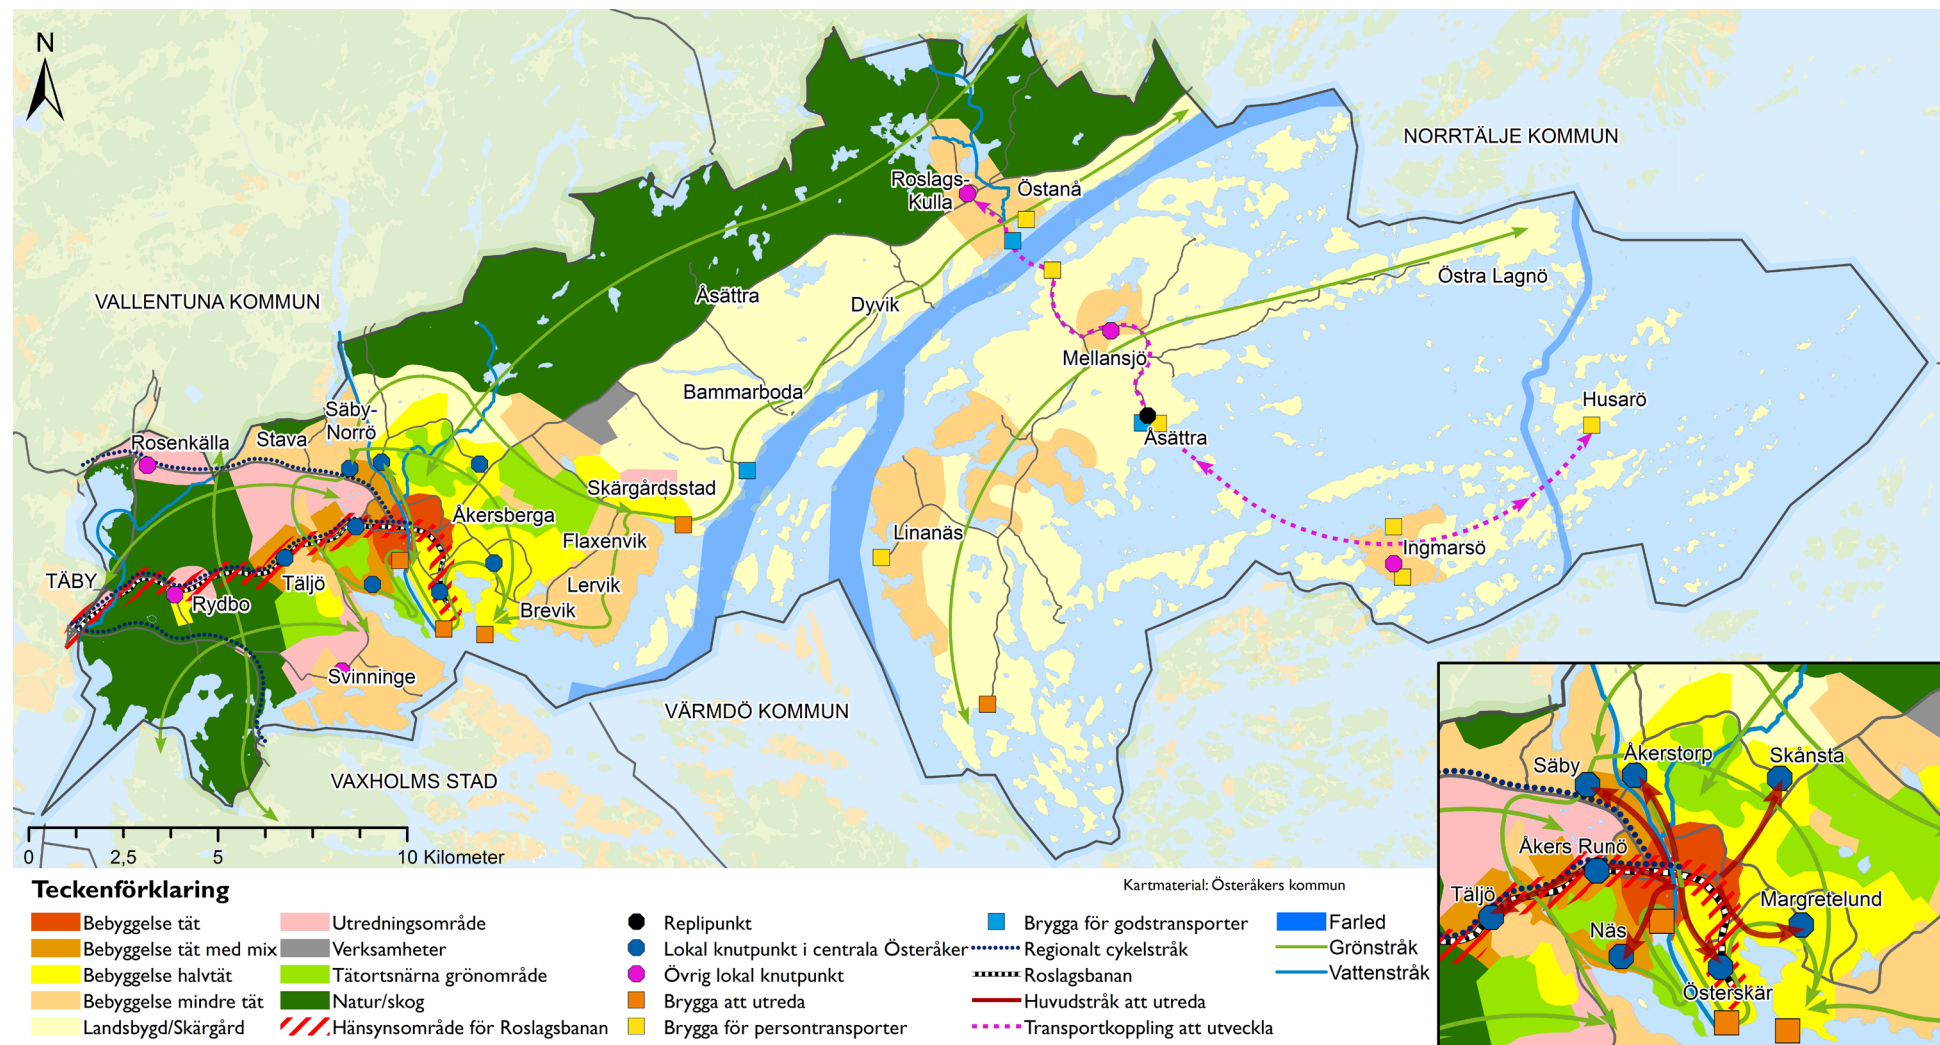 N
NORRTÄLJE KOMMUN
Roslags-
Kulla
Östanå
VALLENTUNA KOMMUN
Åsättra
Dyvik
Östra Lagnö
Mellansjö
Bammarboda
Husarö
Säby-
Norrö
Rosenkälla
Stava
Åsättra
Skärgårdsstad
Åkersberga
Flaxenvik
Linanäs
Ingmarsö
TÄBY
Täljö
Lervik
Rydbo
Brevik
Svinninge
VÄRMDÖ KOMMUN
VAXHOLMS STAD
Säby
Åkerstorp
Skånsta
Åkers Runö
Täljö
Margretelund
Näs
Österskär
0 2,5 5 10 Kilometer
Kartmaterial: Österåkers kommun
Teckenförklaring
Bebyggelse tät
Bebyggelse tät med mix
Bebyggelse halvtät
Bebyggelse mindre tät
Landsbygd/Skärgård
Utredningsområde
Verksamheter
Tätortsnärna grönområde
Natur/skog
Hänsynsområde för Roslagsbanan
Replipunkt
Lokal knutpunkt i centrala Österåker
Övrig lokal knutpunkt
Brygga att utreda
Brygga för persontransporter
Brygga för godstransporter
Regionalt cykelstråk
Roslagsbanan
Huvudstråk att utreda
Transportkoppling att utveckla
Farled
Grönstråk
Vattenstråk